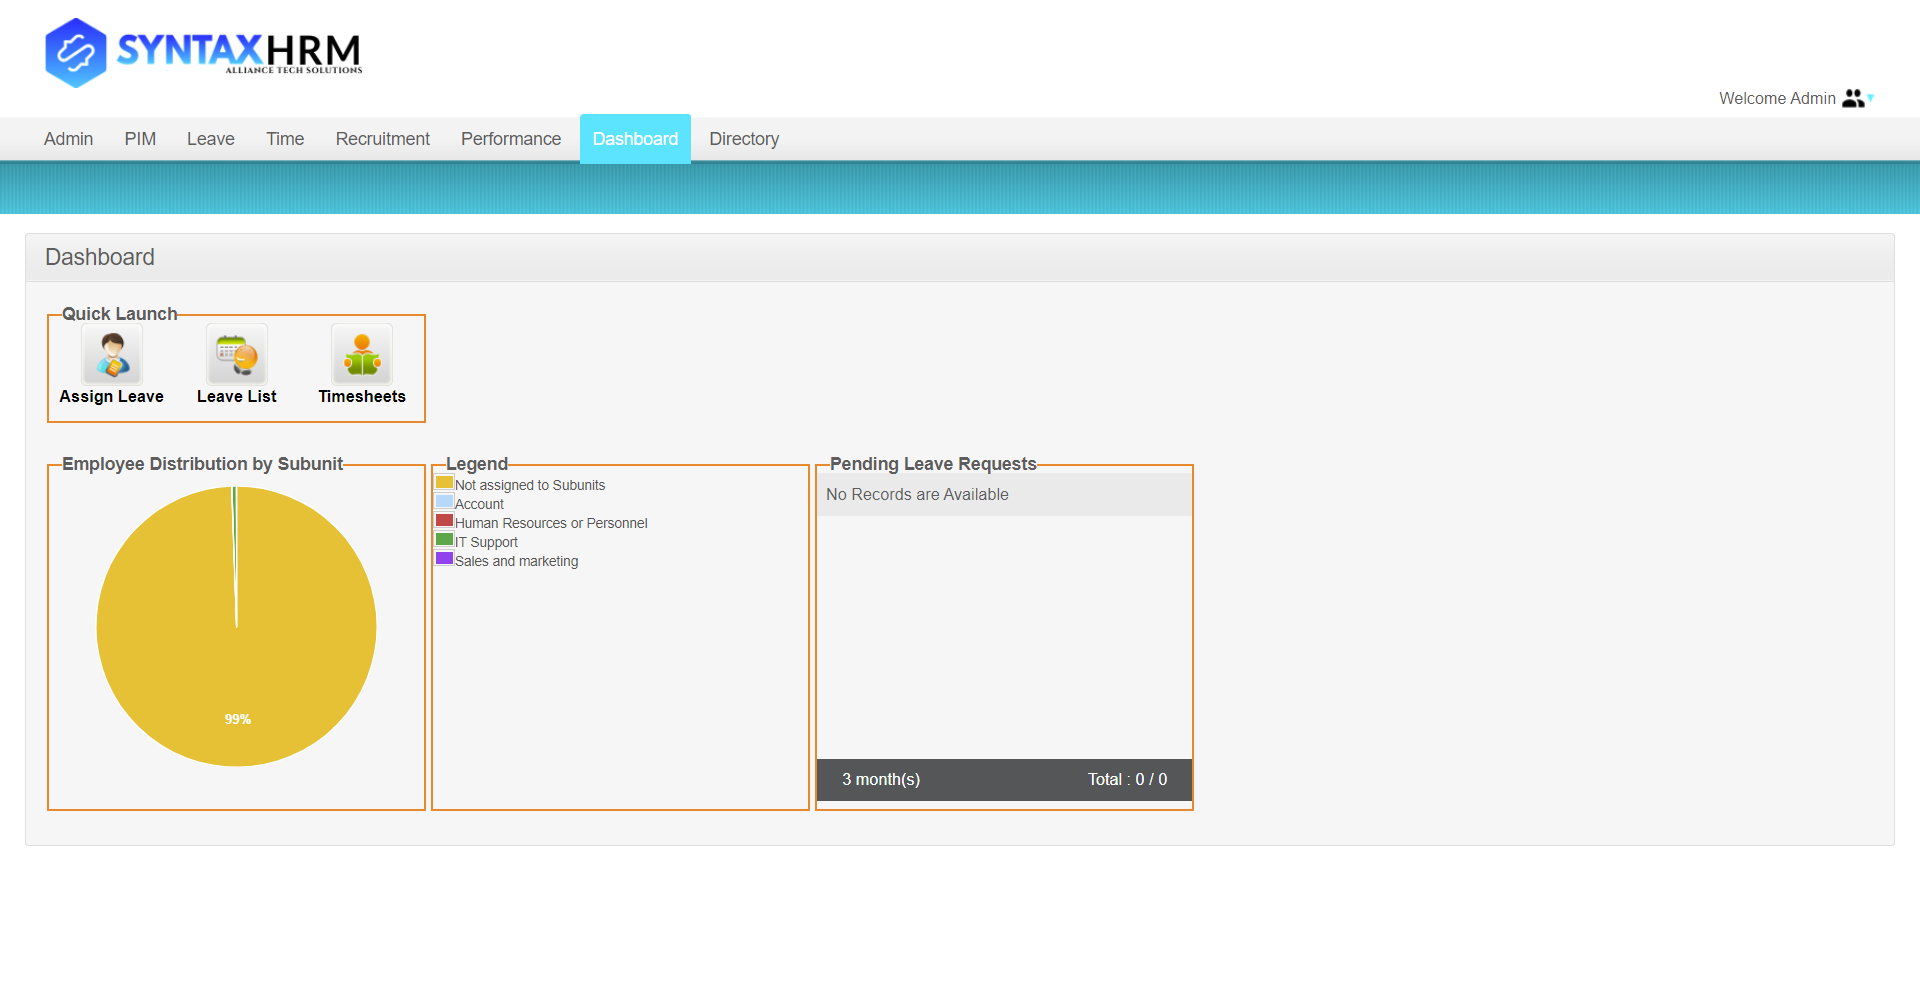 SYNTAXHRM
ALLIANCE TECH SOLUTIONS
Welcome Admin
Admin PIM Leave Time Recruitment Performance Dashboard Directory
Dashboard
Quick Launch
Assign Leave Leave List Timesheets
Employee Distribution by Subunit
99%
Legend
Not assigned to Subunits
Account
Human Resources or Personnel
IT Support
Sales and marketing
Pending Leave Requests
No Records are Available
3 month(s) Total : 0 / 0